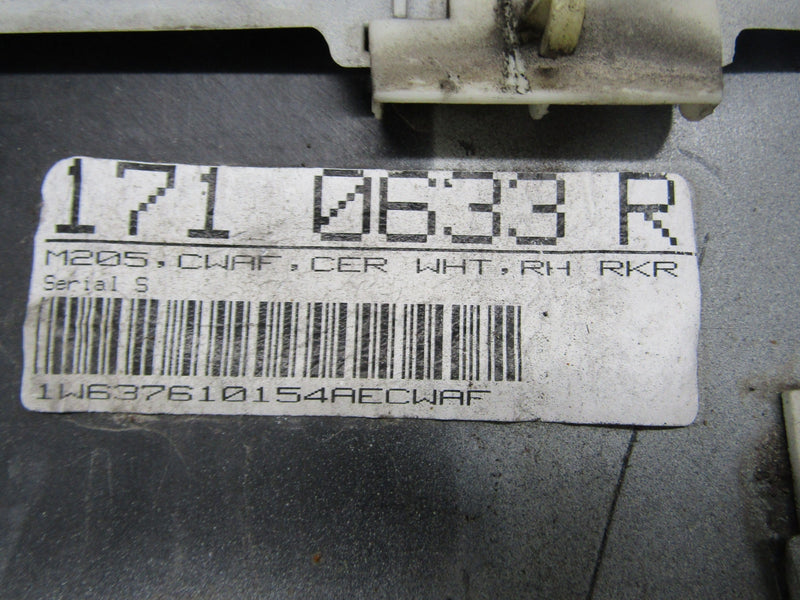 171 0633 R
M205,CWAF,CER WHT,RH RKR
Serial S
1W637610154AECWAF